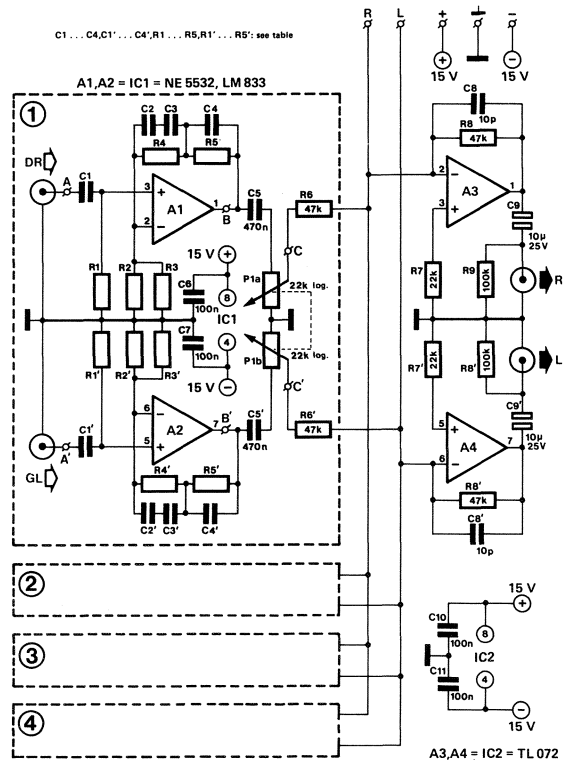 R L + ⊥ −
C1 ... C4,C1' ... C4',R1 ... R5,R1'... R5': see table
15 V 15 V
A1,A2 = IC1 = NE 5532, LM 833
C8
10p
R8
47k
1
C2 C3 C4
R4 R5
DR
A C1
3
A1
1
B
2
C5
470n
R6
47k
C
2
A3
1
3
C9
10µ
25V
R7
22k
R9
100k
R
R1 R2 R3
15 V
C6
100n
8
IC1
P1a
22k log.
C7
100n
4
P1b
22k log.
15 V
R1' R2' R3'
R7'
22k
R8'
100k
L
C9'
10µ
25V
6
A2
7
B'
5
C5'
470n
C'
R6'
47k
5
A4
7
6
C1'
A'
GL
R4' R5'
C2' C3' C4'
R8'
47k
C8'
10p
2
3
4
15 V
C10
100n
8
IC2
C11
100n
4
15 V
A3,A4 = IC2 = TL 072